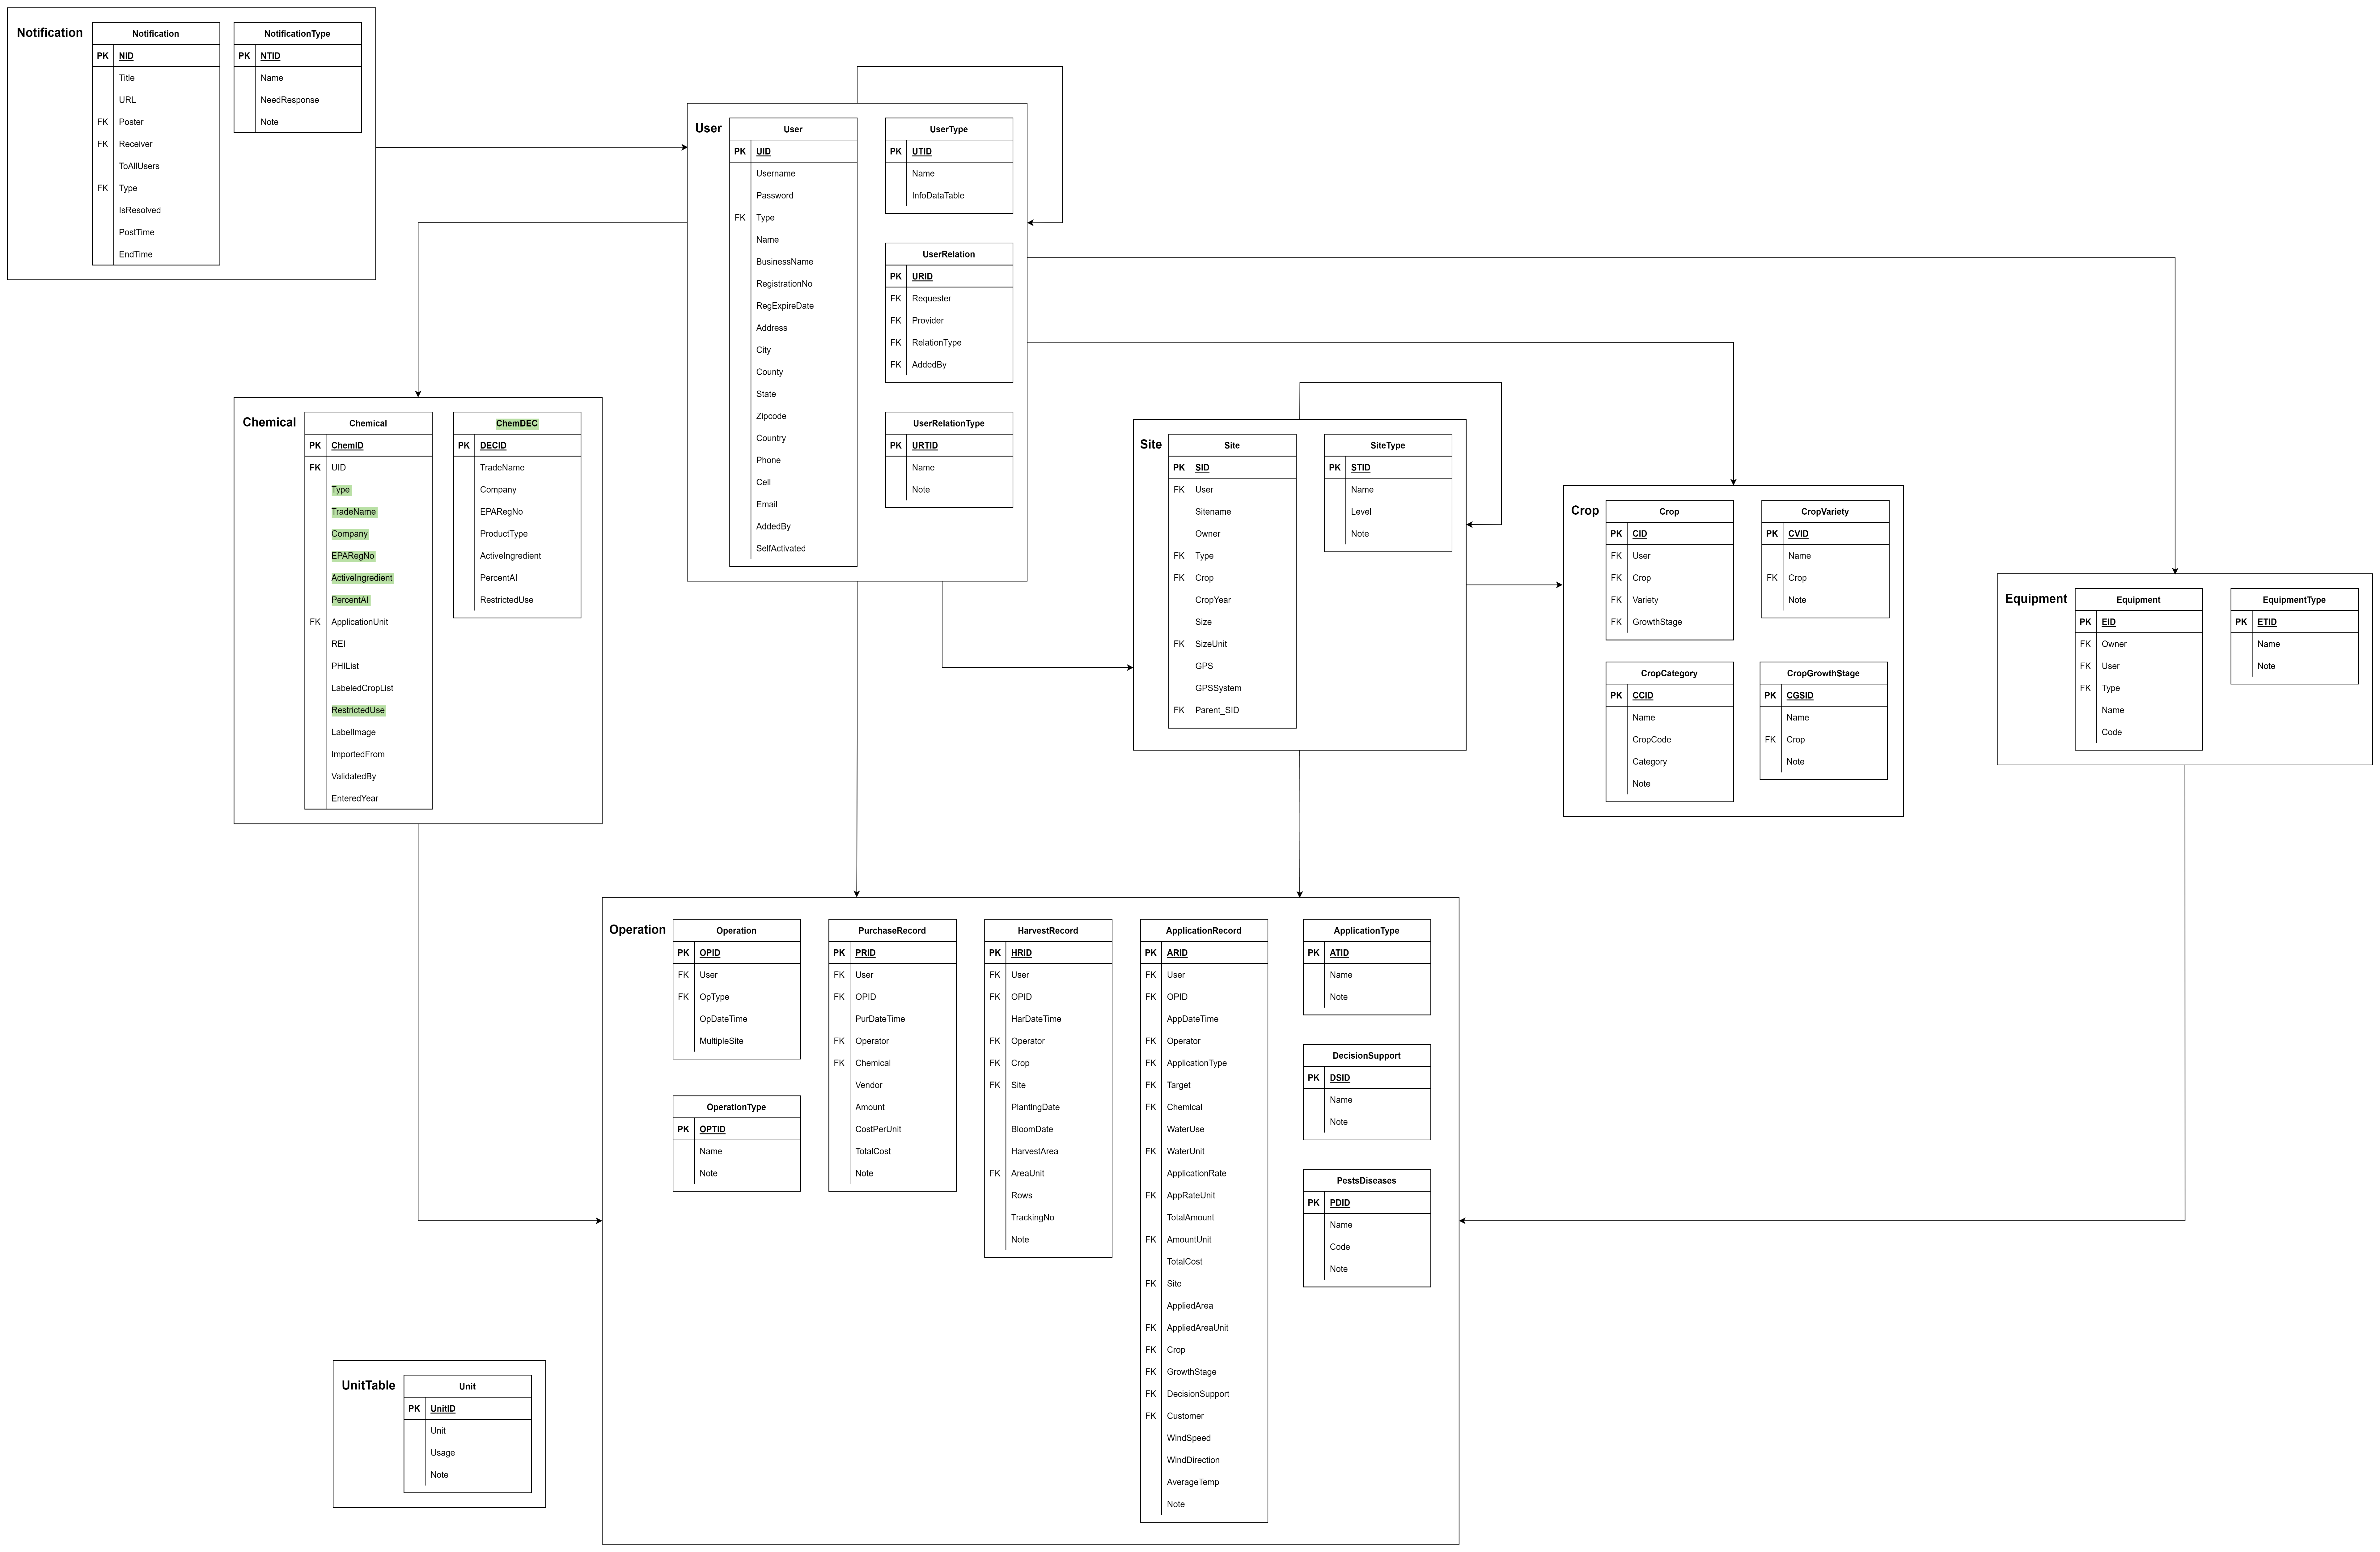 Notification
Notification
PK NID
Title
URL
FK Poster
FK Receiver
ToAllUsers
FK Type
IsResolved
PostTime
EndTime
NotificationType
PK NTID
Name
NeedResponse
Note
User
User
PK UID
Username
Password
FK Type
Name
BusinessName
RegistrationNo
RegExpireDate
Address
City
County
State
Zipcode
Country
Phone
Cell
Email
AddedBy
SelfActivated
UserType
PK UTID
Name
InfoDataTable
UserRelation
PK URID
FK Requester
FK Provider
FK RelationType
FK AddedBy
UserRelationType
PK URTID
Name
Note
Chemical
Chemical
PK ChemID
FK UID
Type
TradeName
Company
EPARegNo
ActiveIngredient
PercentAI
FK ApplicationUnit
REI
PHIList
LabeledCropList
RestrictedUse
LabelImage
ImportedFrom
ValidatedBy
EnteredYear
ChemDEC
PK DECID
TradeName
Company
EPARegNo
ProductType
ActiveIngredient
PercentAI
RestrictedUse
Site
Site
PK SID
FK User
Sitename
Owner
FK Type
FK Crop
CropYear
Size
FK SizeUnit
GPS
GPSSystem
FK Parent_SID
SiteType
PK STID
Name
Level
Note
Crop
Crop
PK CID
FK User
FK Crop
FK Variety
FK GrowthStage
CropVariety
PK CVID
Name
FK Crop
Note
CropCategory
PK CCID
Name
CropCode
Category
Note
CropGrowthStage
PK CGSID
Name
FK Crop
Note
Equipment
Equipment
PK EID
FK Owner
FK User
FK Type
Name
Code
EquipmentType
PK ETID
Name
Note
Operation
Operation
PK OPID
FK User
FK OpType
OpDateTime
MultipleSite
OperationType
PK OPTID
Name
Note
PurchaseRecord
PK PRID
FK User
FK OPID
PurDateTime
FK Operator
FK Chemical
Vendor
Amount
CostPerUnit
TotalCost
Note
HarvestRecord
PK HRID
FK User
FK OPID
HarDateTime
FK Operator
FK Crop
FK Site
PlantingDate
BloomDate
HarvestArea
FK AreaUnit
Rows
TrackingNo
Note
ApplicationRecord
PK ARID
FK User
FK OPID
AppDateTime
FK Operator
FK ApplicationType
FK Target
FK Chemical
WaterUse
FK WaterUnit
ApplicationRate
FK AppRateUnit
TotalAmount
FK AmountUnit
TotalCost
FK Site
AppliedArea
FK AppliedAreaUnit
FK Crop
FK GrowthStage
FK DecisionSupport
FK Customer
WindSpeed
WindDirection
AverageTemp
Note
ApplicationType
PK ATID
Name
Note
DecisionSupport
PK DSID
Name
Note
PestsDiseases
PK PDID
Name
Code
Note
UnitTable
Unit
PK UnitID
Unit
Usage
Note